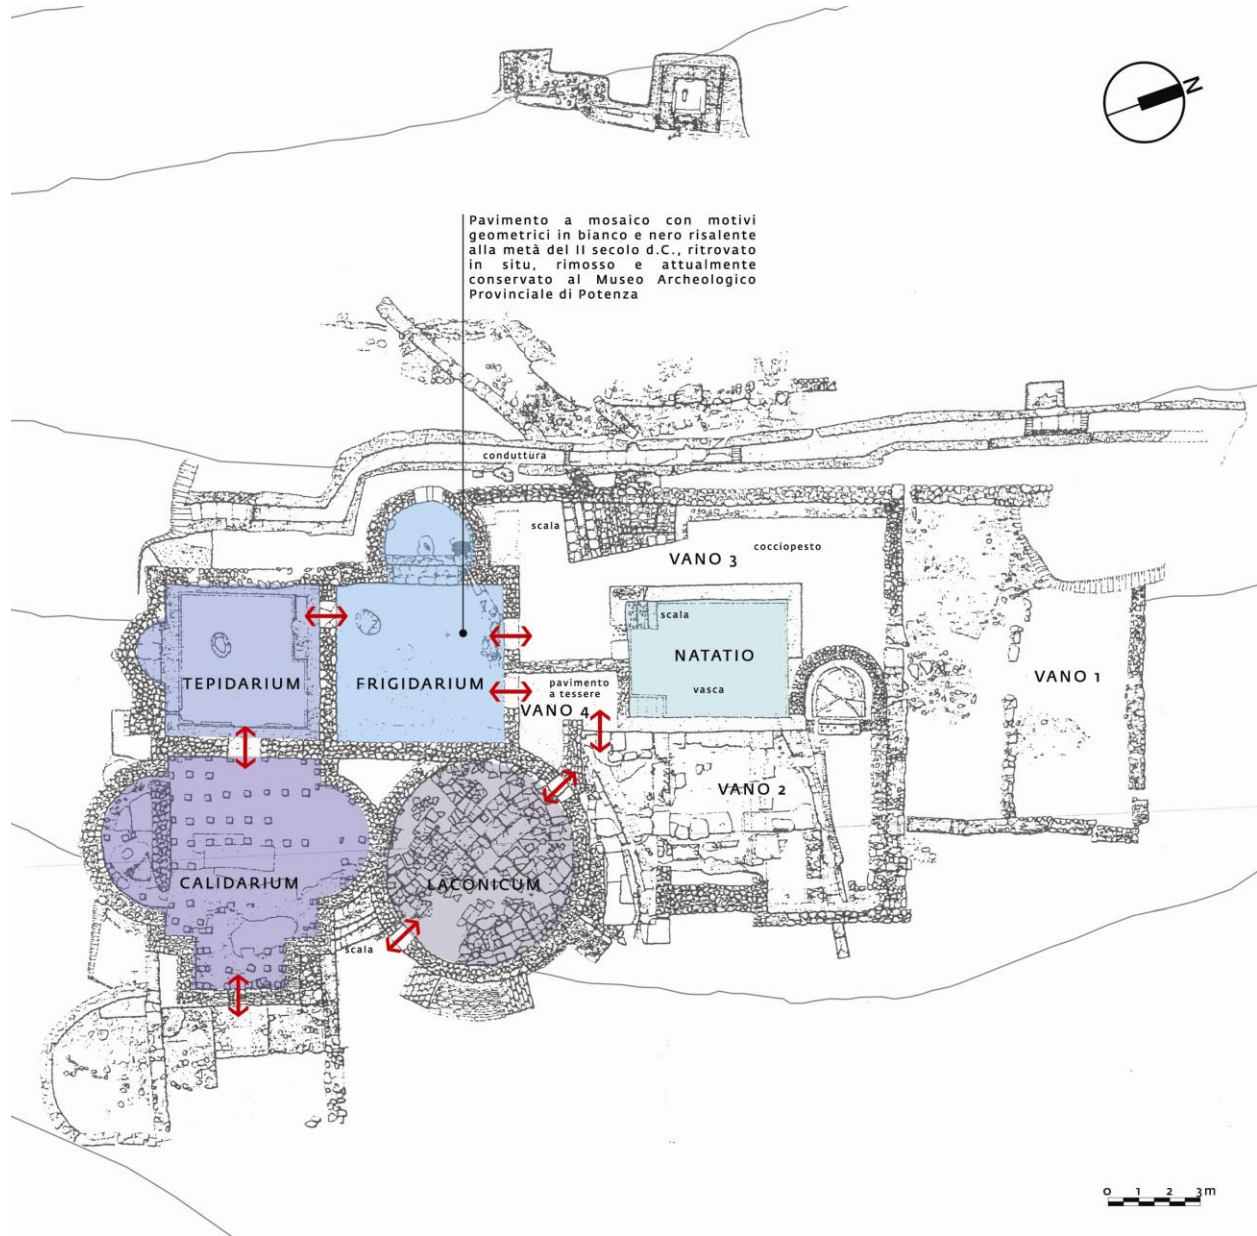 N
Pavimento a mosaico con motivi
geometrici in bianco e nero risalente
alla metà del II secolo d.C., ritrovato
in situ, rimosso e attualmente
conservato al Museo Archeologico
Provinciale di Potenza
conduttura
scala
cocciopesto
VANO 3
scala
NATATIO
vasca
VANO 1
TEPIDARIUM
FRIGIDARIUM
pavimento
a tessere
VANO 4
VANO 2
CALIDARIUM
LACONICUM
scala
0 1 2 3m